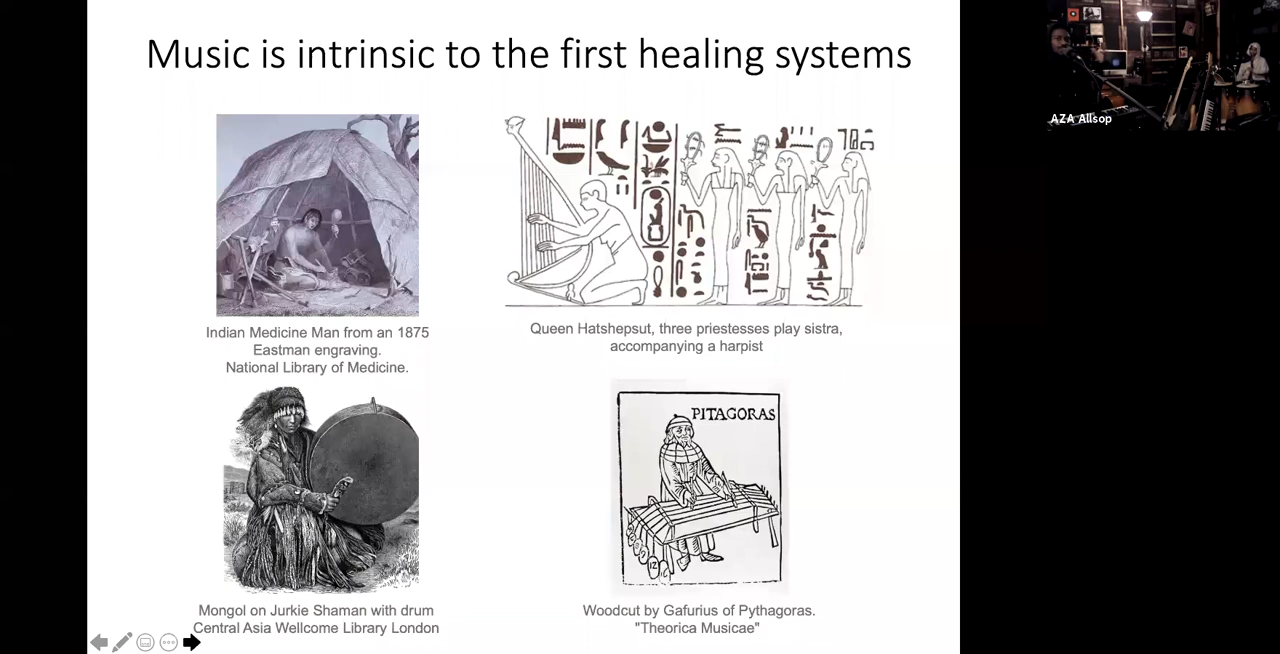 Music is intrinsic to the first healing systems
AZA Allsop
Indian Medicine Man from an 1875
Eastman engraving.
National Library of Medicine.
Queen Hatshepsut, three priestesses play sistra,
accompanying a harpist
PITAGORAS
Mongol on Jurkie Shaman with drum
Central Asia Wellcome Library London
Woodcut by Gafurius of Pythagoras.
"Theorica Musicae"